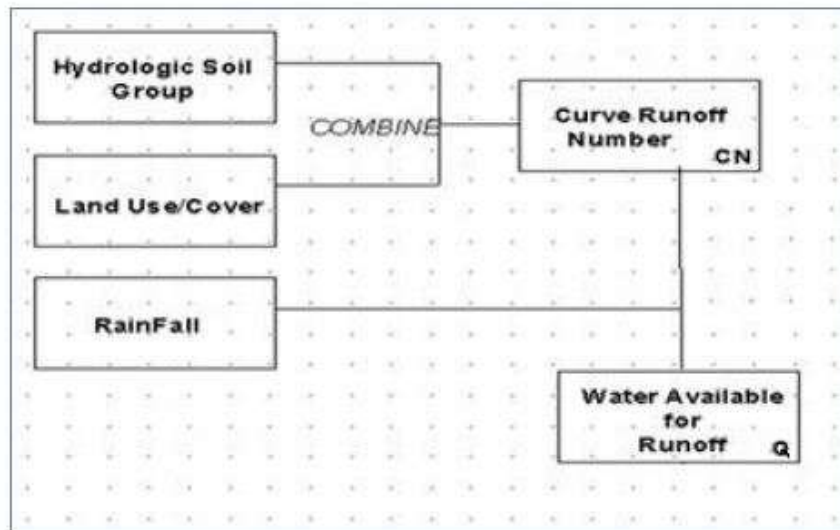 Hydrologic Soil
Group
COMBINE
Curve Runoff
Number
CN
Land Use/Cover
RainFall
Water Available
for
Runoff
Q